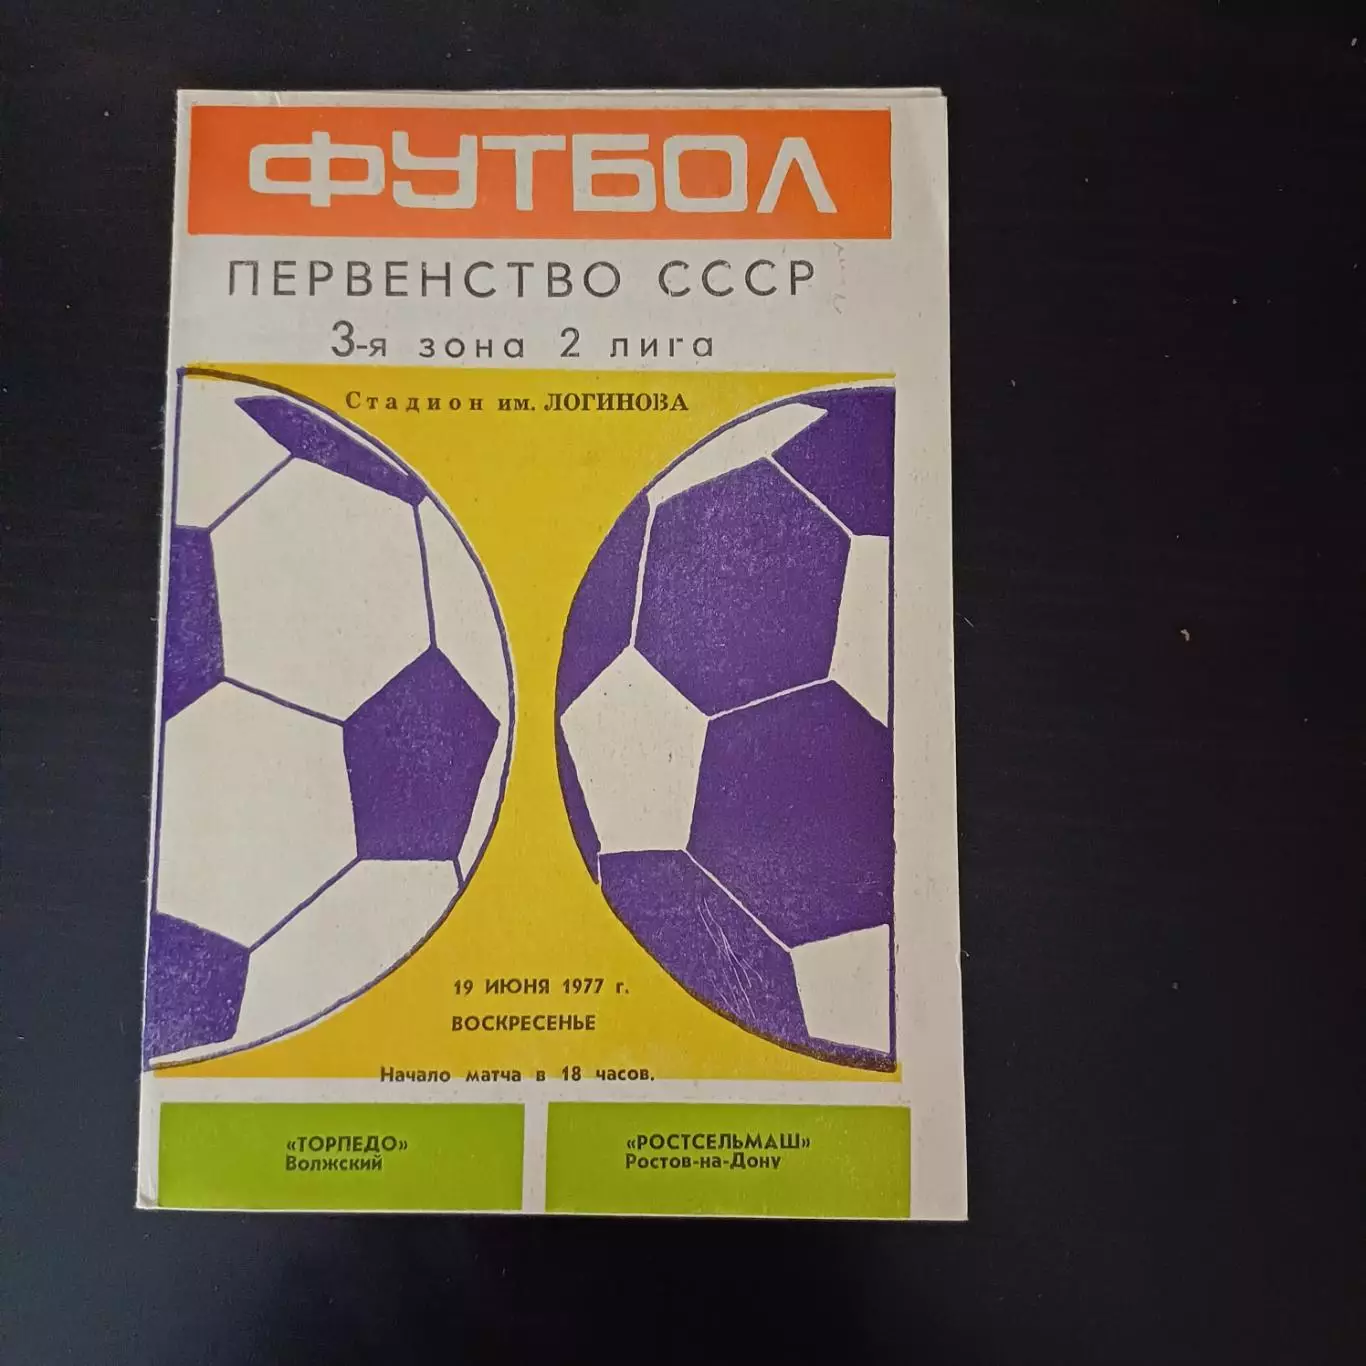 ФУТБОЛ
ПЕРВЕНСТВО СССР
3-я зона 2 лига
Стадион им. ЛОГИНОВА
19 ИЮНЯ 1977 г.
ВОСКРЕСЕНЬЕ
Начало матча в 18 часов.
«ТОРПЕДО»
Волжский
«РОСТСЕЛЬМАШ»
Ростов-на-Дону